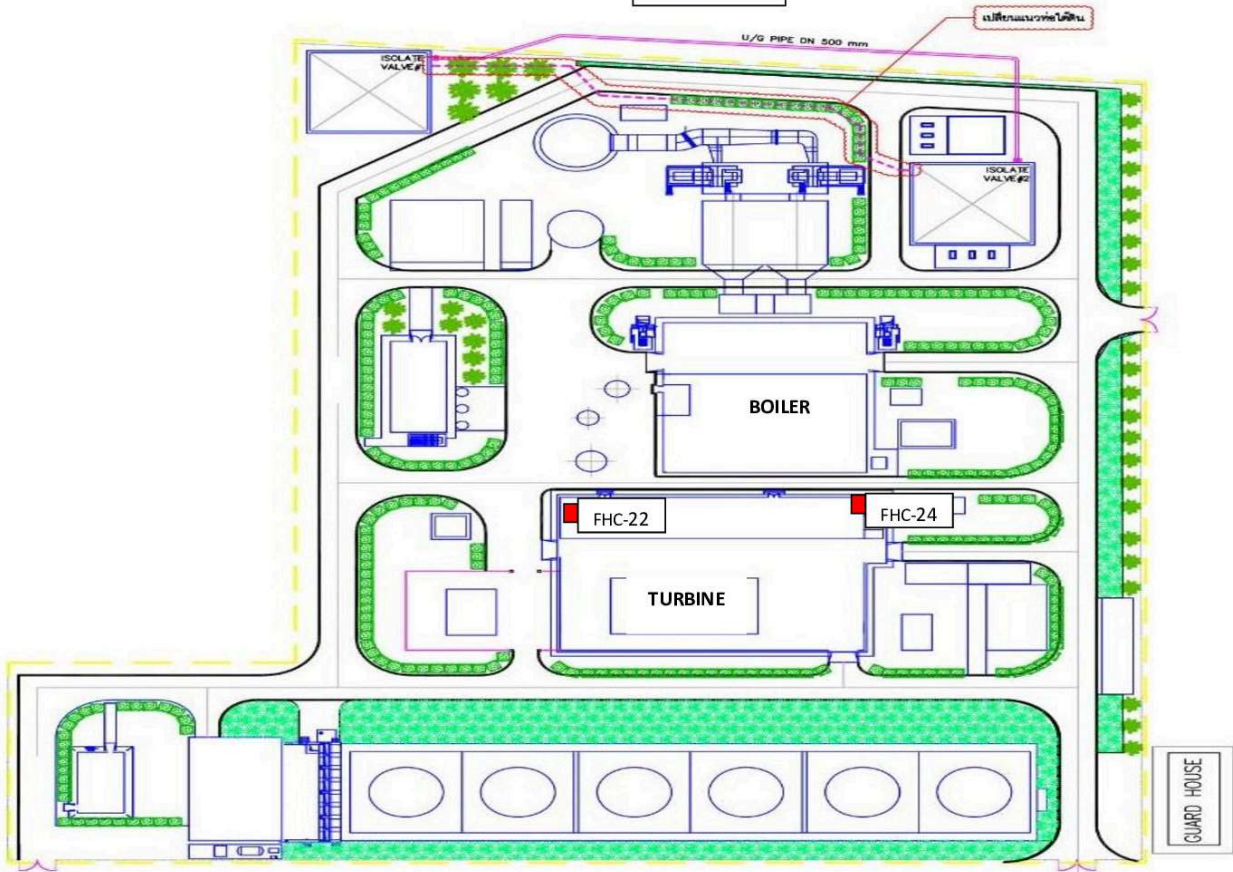 เปลี่ยนแนวท่อใต้ดิน
U/G PIPE DN 500 mm
ISOLATE
VALVE#1
ISOLATE
VALVE#2
BOILER
FHC-22
FHC-24
TURBINE
GUARD HOUSE